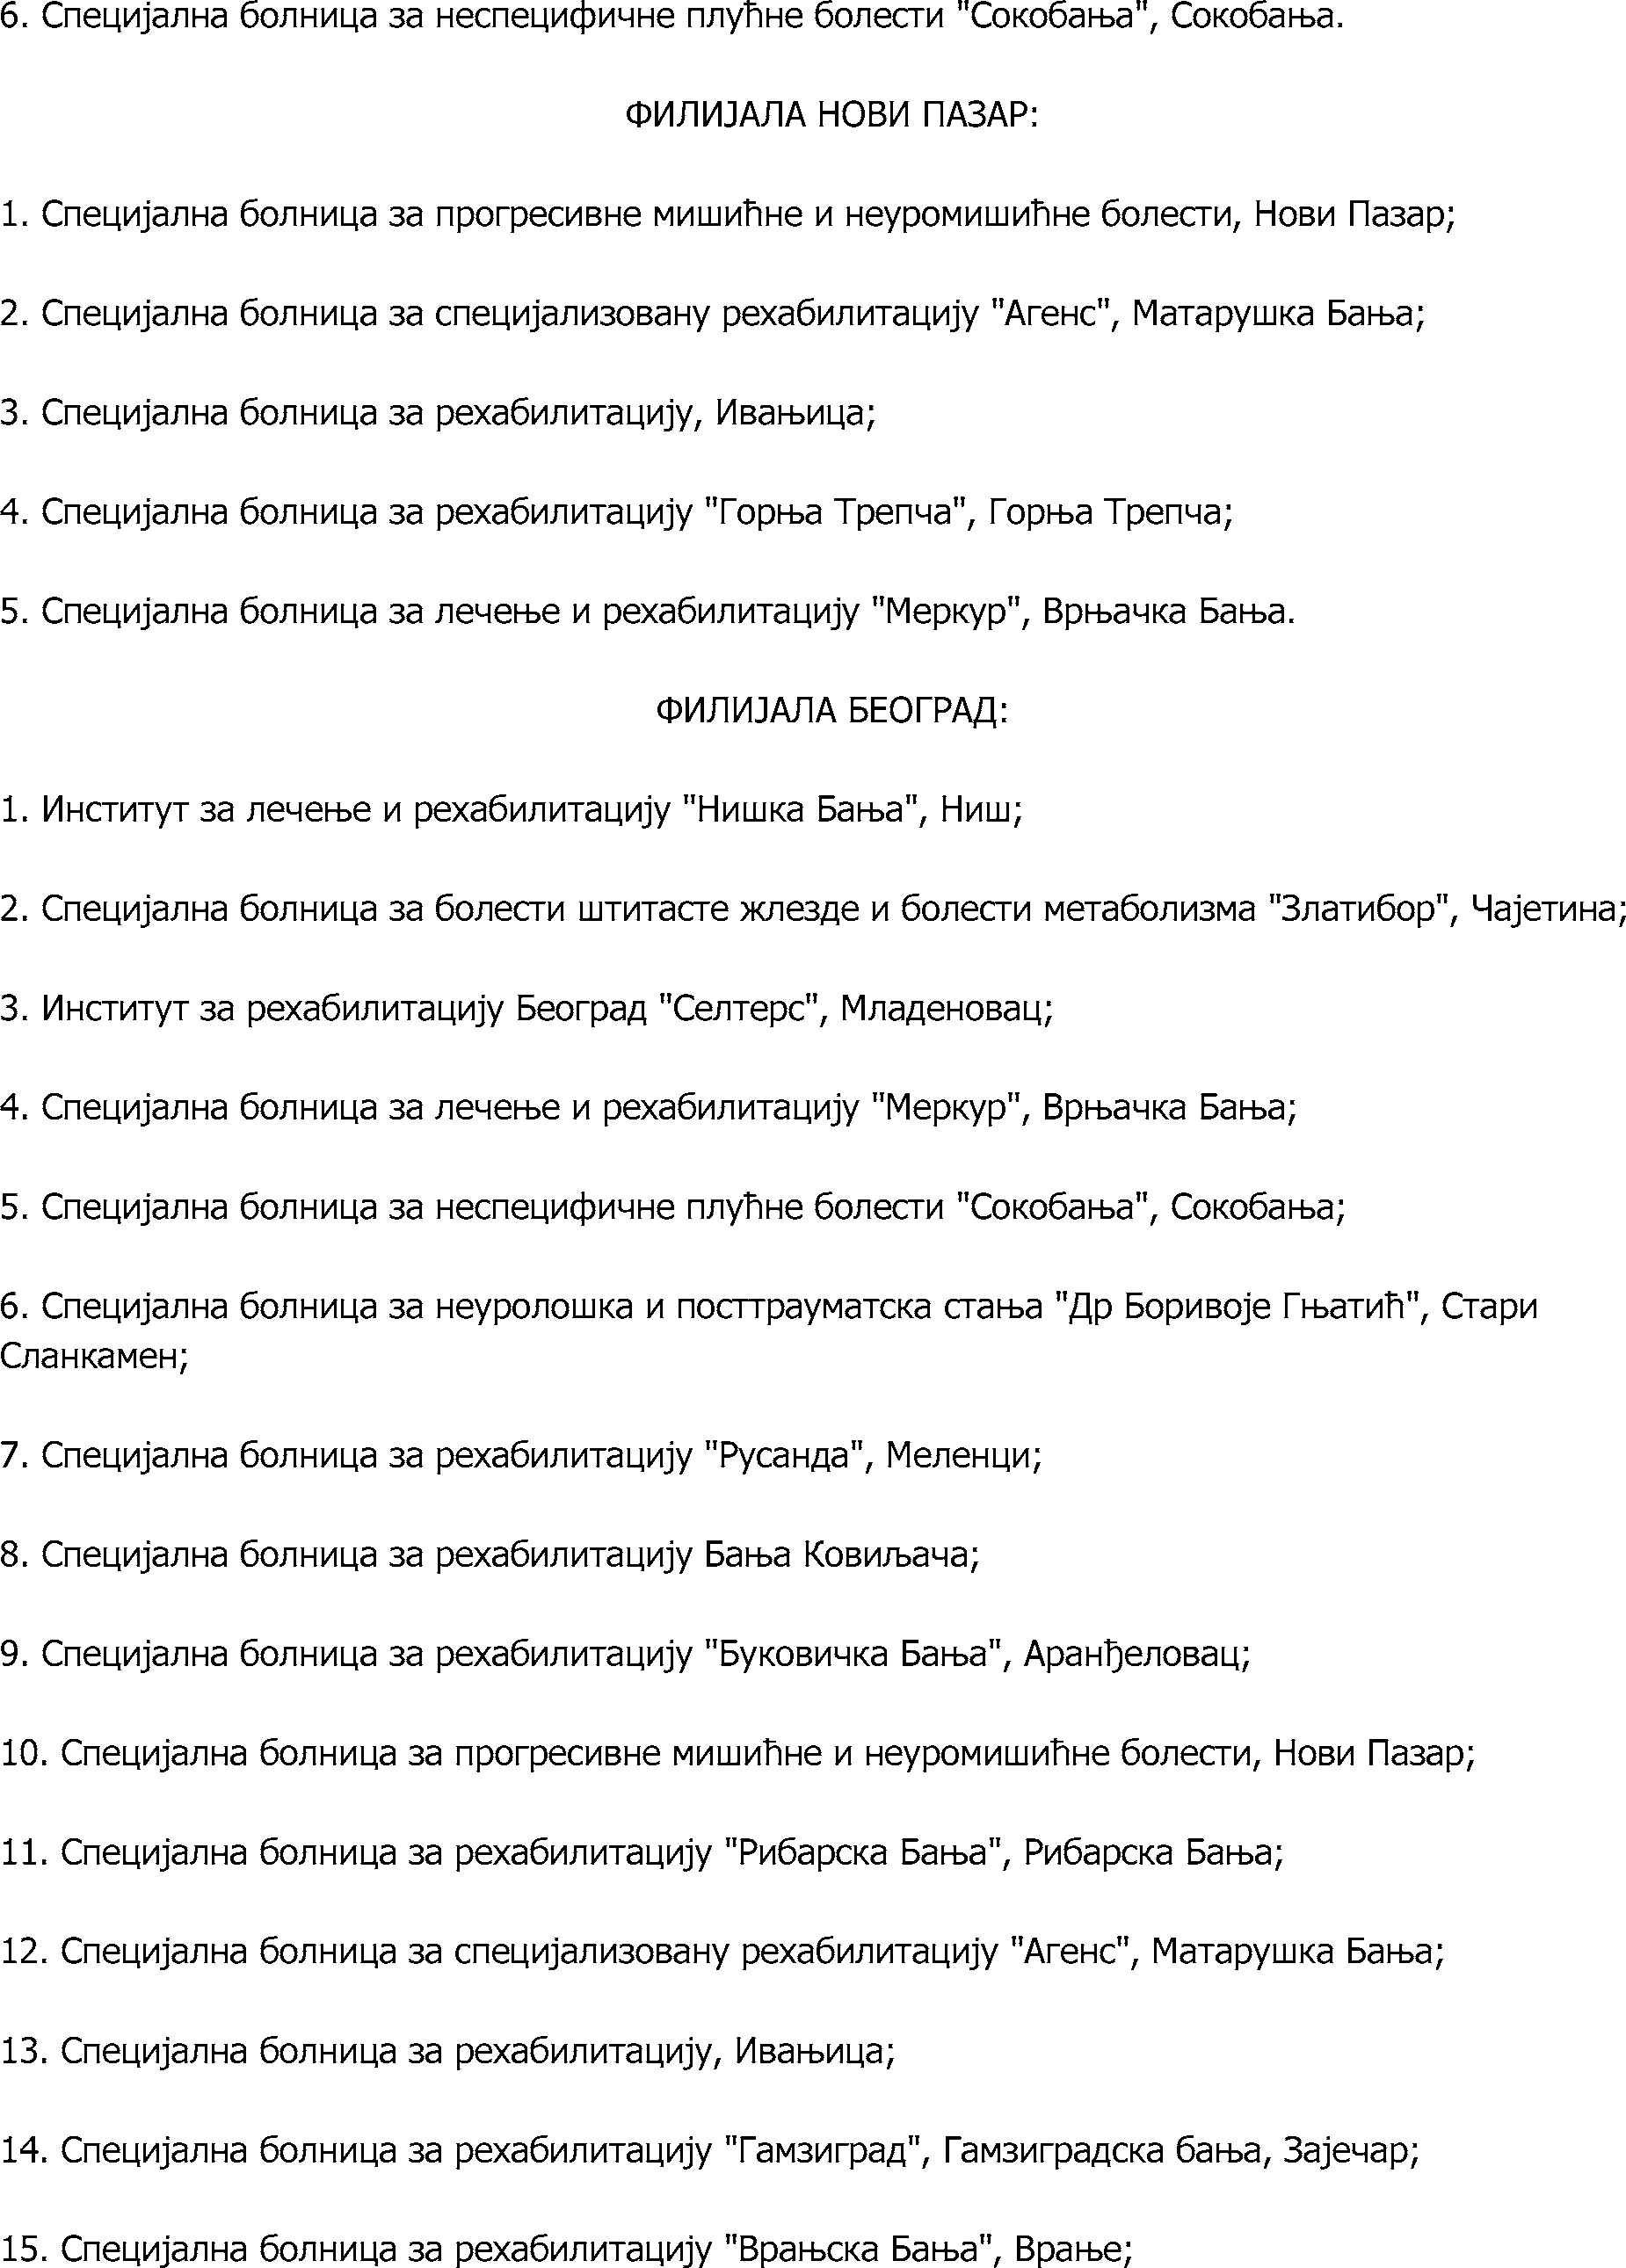 6. Специјална болница за неспецифичне плућне болести "Сокобања", Сокобања.
ФИЛИЈАЛА НОВИ ПАЗАР:
1. Специјална болница за прогресивне мишићне и неуромишићне болести, Нови Пазар;
2. Специјална болница за специјализовану рехабилитацију "Агенс", Матарушка Бања;
3. Специјална болница за рехабилитацију, Ивањица;
4. Специјална болница за рехабилитацију "Горња Трепча", Горња Трепча;
5. Специјална болница за лечење и рехабилитацију "Меркур", Врњачка Бања.
ФИЛИЈАЛА БЕОГРАД:
1. Институт за лечење и рехабилитацију "Нишка Бања", Ниш;
2. Специјална болница за болести штитасте жлезде и болести метаболизма "Златибор", Чајетина;
3. Институт за рехабилитацију Београд "Селтерс", Младеновац;
4. Специјална болница за лечење и рехабилитацију "Меркур", Врњачка Бања;
5. Специјална болница за неспецифичне плућне болести "Сокобања", Сокобања;
6. Специјална болница за неуролошка и посттрауматска стања "Др Боривоје Гњатић", Стари
Сланкамен;
7. Специјална болница за рехабилитацију "Русанда", Меленци;
8. Специјална болница за рехабилитацију Бања Ковиљача;
9. Специјална болница за рехабилитацију "Буковичка Бања", Аранђеловац;
10. Специјална болница за прогресивне мишићне и неуромишићне болести, Нови Пазар;
11. Специјална болница за рехабилитацију "Рибарска Бања", Рибарска Бања;
12. Специјална болница за специјализовану рехабилитацију "Агенс", Матарушка Бања;
13. Специјална болница за рехабилитацију, Ивањица;
14. Специјална болница за рехабилитацију "Гамзиград", Гамзиградска бања, Зајечар;
15. Специјална болница за рехабилитацију "Врањска Бања", Врање;